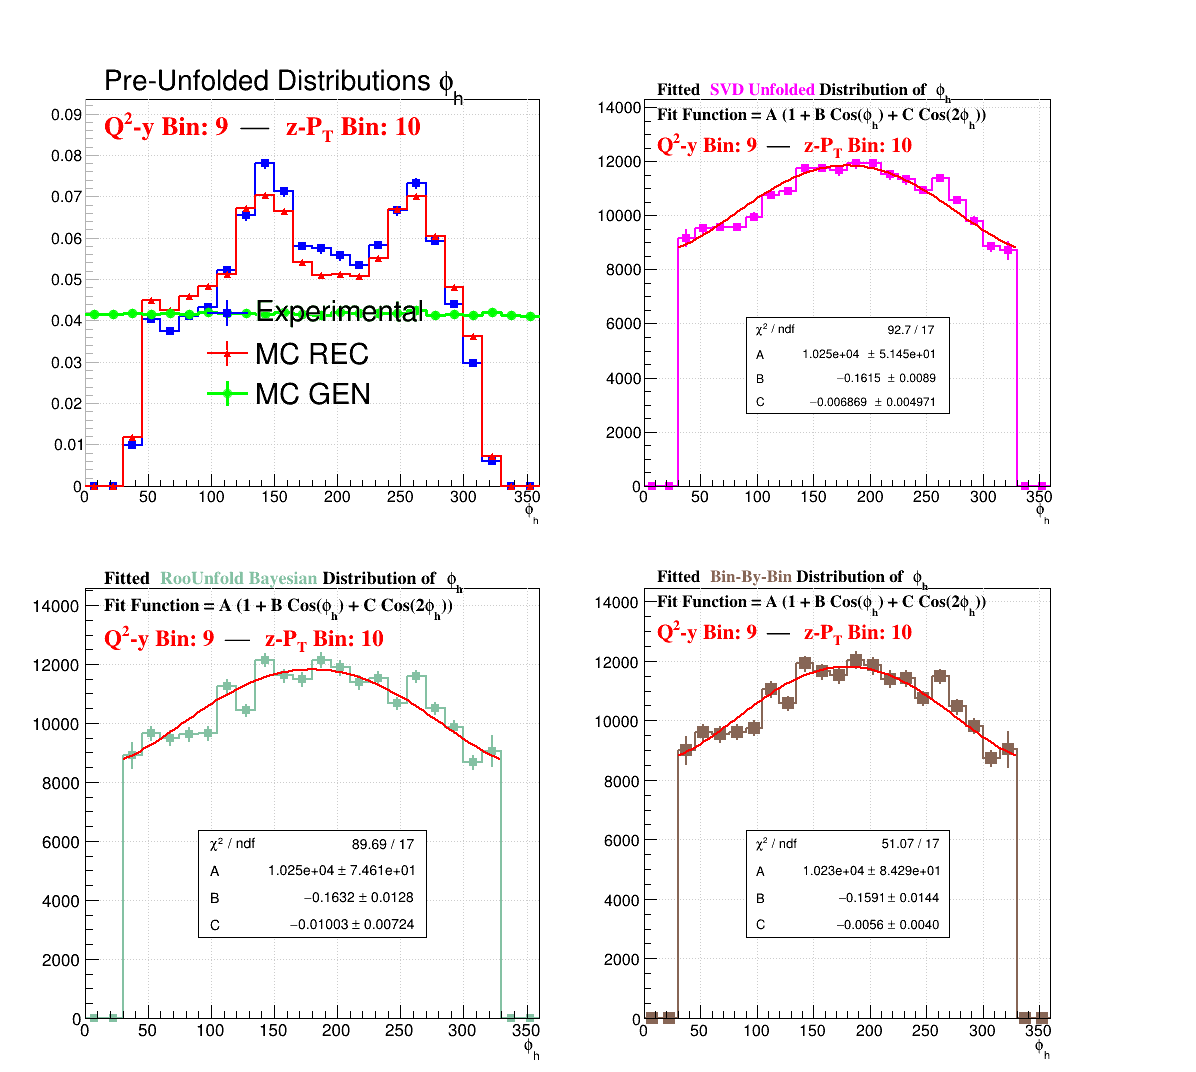 Pre-Unfolded Distributions ϕh
Q2-y Bin: 9 — z-PT Bin: 10
0.09
0.08
0.07
0.06
0.05
0.04
0.03
0.02
0.01
0
Experimental
MC REC
MC GEN
0 50 100 150 200 250 300 350
ϕh
Fitted SVD Unfolded Distribution of ϕh
Fit Function = A (1 + B Cos(ϕh) + C Cos(2ϕh))
Q2-y Bin: 9 — z-PT Bin: 10
14000
12000
10000
8000
6000
4000
2000
0
χ2 / ndf 92.7 / 17
A 1.025e+04 ± 5.145e+01
B −0.1615 ± 0.0089
C −0.006869 ± 0.004971
0 50 100 150 200 250 300 350
ϕh
Fitted RooUnfold Bayesian Distribution of ϕh
Fit Function = A (1 + B Cos(ϕh) + C Cos(2ϕh))
Q2-y Bin: 9 — z-PT Bin: 10
14000
12000
10000
8000
6000
4000
2000
0
χ2 / ndf 89.69 / 17
A 1.025e+04 ± 7.461e+01
B −0.1632 ± 0.0128
C −0.01003 ± 0.00724
0 50 100 150 200 250 300 350
ϕh
Fitted Bin-By-Bin Distribution of ϕh
Fit Function = A (1 + B Cos(ϕh) + C Cos(2ϕh))
Q2-y Bin: 9 — z-PT Bin: 10
14000
12000
10000
8000
6000
4000
2000
0
χ2 / ndf 51.07 / 17
A 1.023e+04 ± 8.429e+01
B −0.1591 ± 0.0144
C −0.0056 ± 0.0040
0 50 100 150 200 250 300 350
ϕh